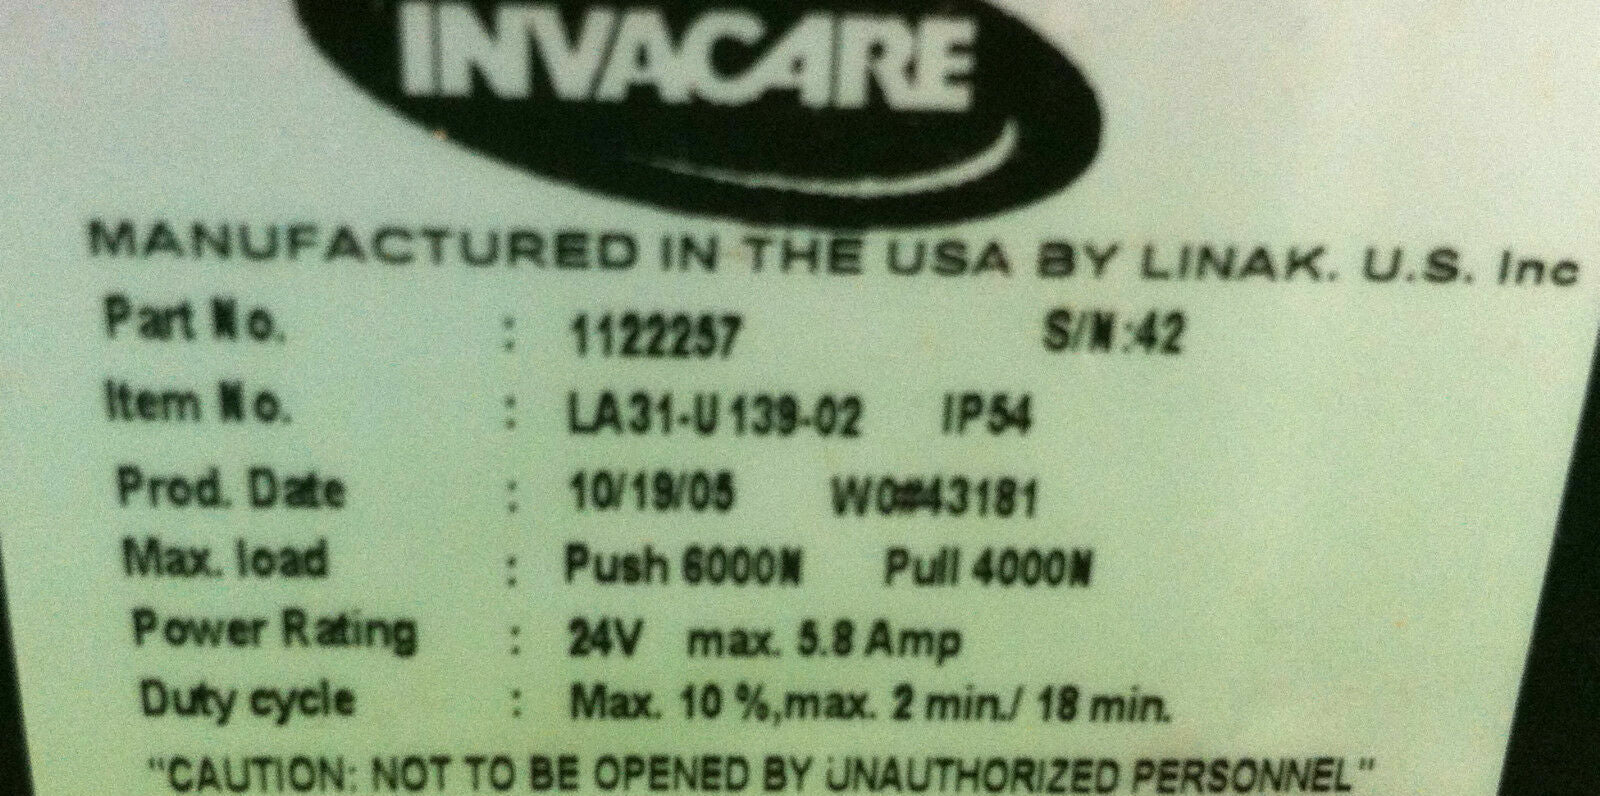 INVACARE
MANUFACTURED IN THE USA BY LINAK. U.S. Inc
Part No. : 1122257 S/N:42
Item No. : LA31-U139-02 IP54
Prod. Date : 10/19/05 WO#43181
Max. load : Push 6000N Pull 4000N
Power Rating : 24V max. 5.8 Amp
Duty cycle : Max. 10 %,max. 2 min./ 18 min.
"CAUTION: NOT TO BE OPENED BY UNAUTHORIZED PERSONNEL"